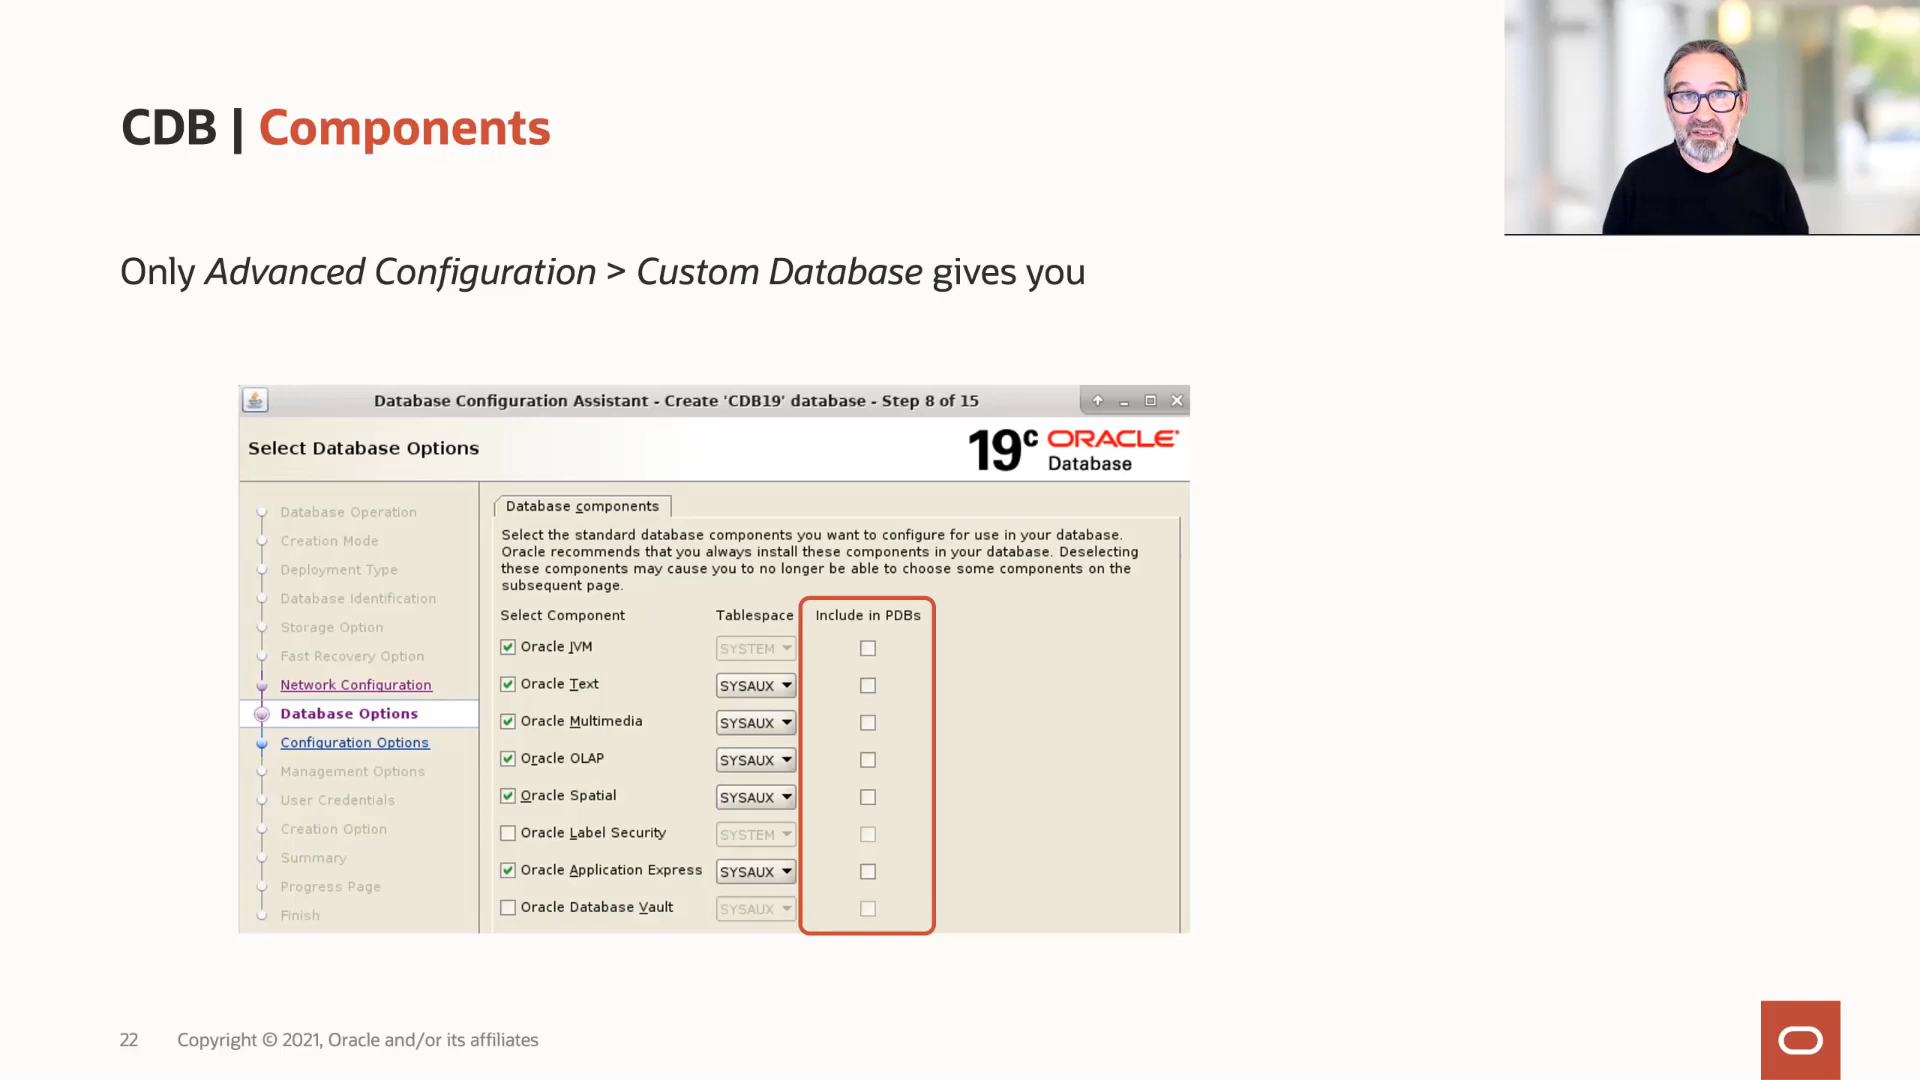 CDB | Components
Only Advanced Configuration > Custom Database gives you
Database Configuration Assistant - Create 'CDB19' database - Step 8 of 15
Select Database Options
19c ORACLE
Database
Database Operation
Creation Mode
Deployment Type
Database Identification
Storage Option
Fast Recovery Option
Network Configuration
Database Options
Configuration Options
Management Options
User Credentials
Creation Option
Summary
Progress Page
Finish
Database components
Select the standard database components you want to configure for use in your database.
Oracle recommends that you always install these components in your database. Deselecting
these components may cause you to no longer be able to choose some components on the
subsequent page.
Select Component Tablespace Include in PDBs
Oracle JVM SYSTEM
Oracle Text SYSAUX
Oracle Multimedia SYSAUX
Oracle OLAP SYSAUX
Oracle Spatial SYSAUX
Oracle Label Security SYSTEM
Oracle Application Express SYSAUX
Oracle Database Vault SYSAUX
22 Copyright © 2021, Oracle and/or its affiliates